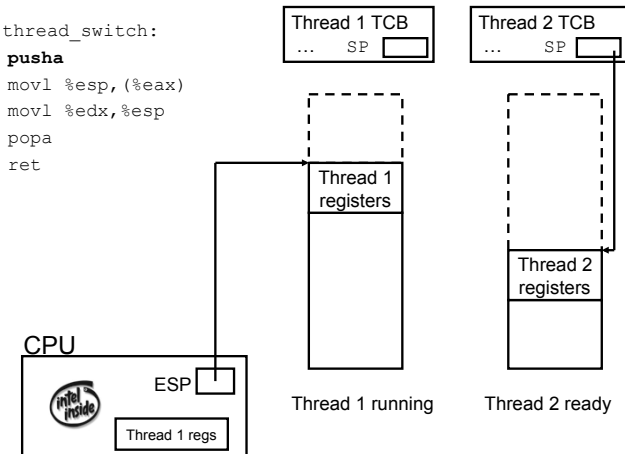 thread_switch:
pusha
movl %esp,(%eax)
movl %edx,%esp
popa
ret
Thread 1 TCB
... SP
Thread 2 TCB
... SP
Thread 1
registers
Thread 2
registers
CPU
ESP
intel
inside
Thread 1 regs
Thread 1 running
Thread 2 ready